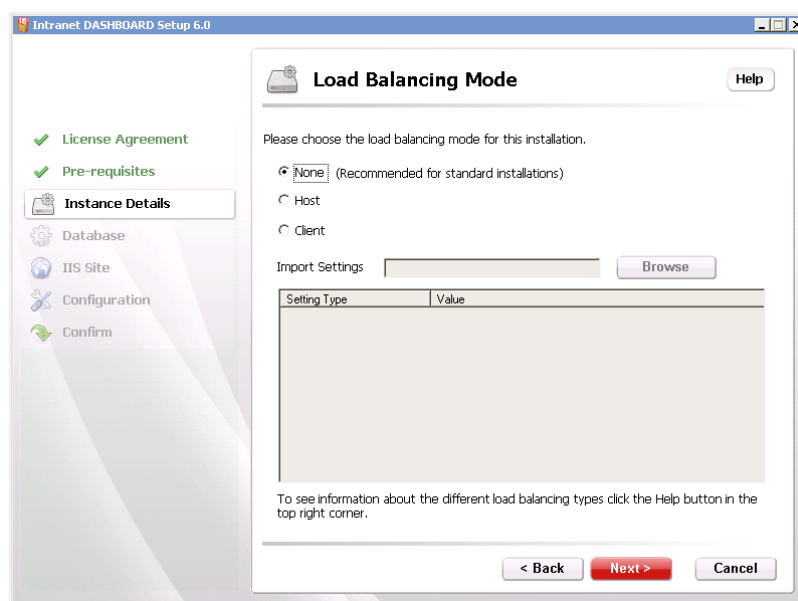 Intranet DASHBOARD Setup 6.0
Load Balancing Mode
Help
License Agreement
Pre-requisites
Instance Details
Database
IIS Site
Configuration
Confirm
Please choose the load balancing mode for this installation.
None (Recommended for standard installations)
Host
Client
Import Settings Browse
Setting Type Value
To see information about the different load balancing types click the Help button in the
top right corner.
< Back Next > Cancel